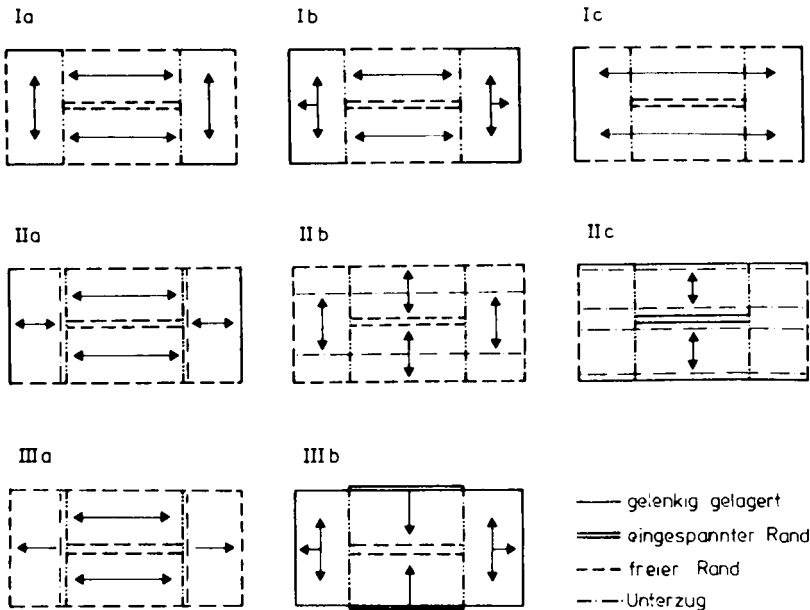 Ia Ib Ic
IIa IIb IIc
IIIa IIIb
gelenkig gelagert
eingespannter Rand
freier Rand
Unterzug